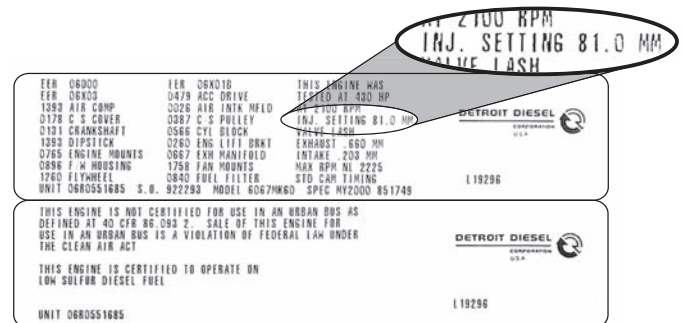 AT 2100 RPM
INJ. SETTING 81.0 MM
VALVE LASH
EER 06D00 EER 06X01B THIS ENGINE WAS
EER 06X03 0479 ACC DRIVE TESTED AT 430 HP
1393 AIR COMP 0026 AIR INTK MFLD AT 2100 RPM
0178 C S COVER 0387 C S PULLEY INJ. SETTING 81.0 MM
0131 CRANKSHAFT 0566 CYL BLOCK VALVE LASH
1393 DIPSTICK 0260 ENG LIFT BRKT EXHAUST .660 MM
0765 ENGINE MOUNTS 0667 EXH MANIFOLD INTAKE .203 MM
0896 F W HOUSING 1758 FAN MOUNTS MAX RPM NL 2225
1260 FLYWHEEL 0840 FUEL FILTER STD CAM TIMING
UNIT 06R0551685 S.O. 922293 MODEL 6067MK60 SPEC MY2000 851749
DETROIT DIESEL
CORPORATION
USA
L19296
THIS ENGINE IS NOT CERTIFIED FOR USE IN AN URBAN BUS AS
DEFINED AT 40 CFR 86.093 2. SALE OF THIS ENGINE FOR
USE IN AN URBAN BUS IS A VIOLATION OF FEDERAL LAW UNDER
THE CLEAN AIR ACT
THIS ENGINE IS CERTIFIED TO OPERATE ON
LOW SULFUR DIESEL FUEL
UNIT 06R0551685
DETROIT DIESEL
CORPORATION
USA
L19296